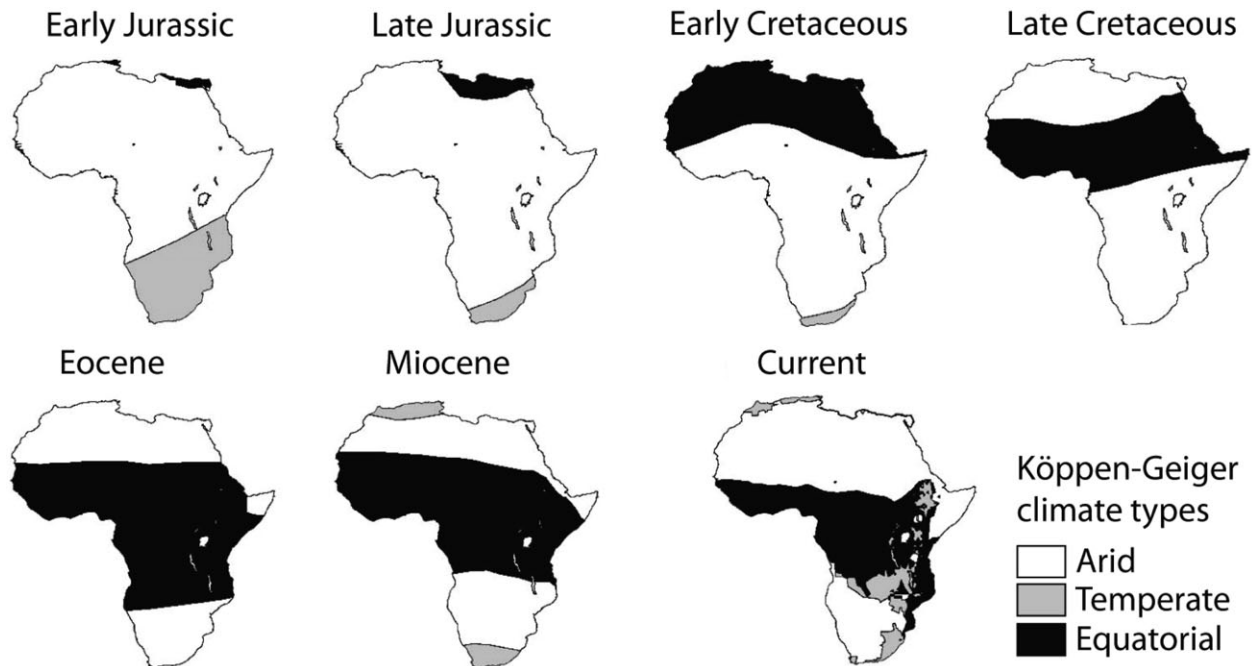 Early Jurassic
Late Jurassic
Early Cretaceous
Late Cretaceous
Eocene
Miocene
Current
Köppen-Geiger
climate types
Arid
Temperate
Equatorial